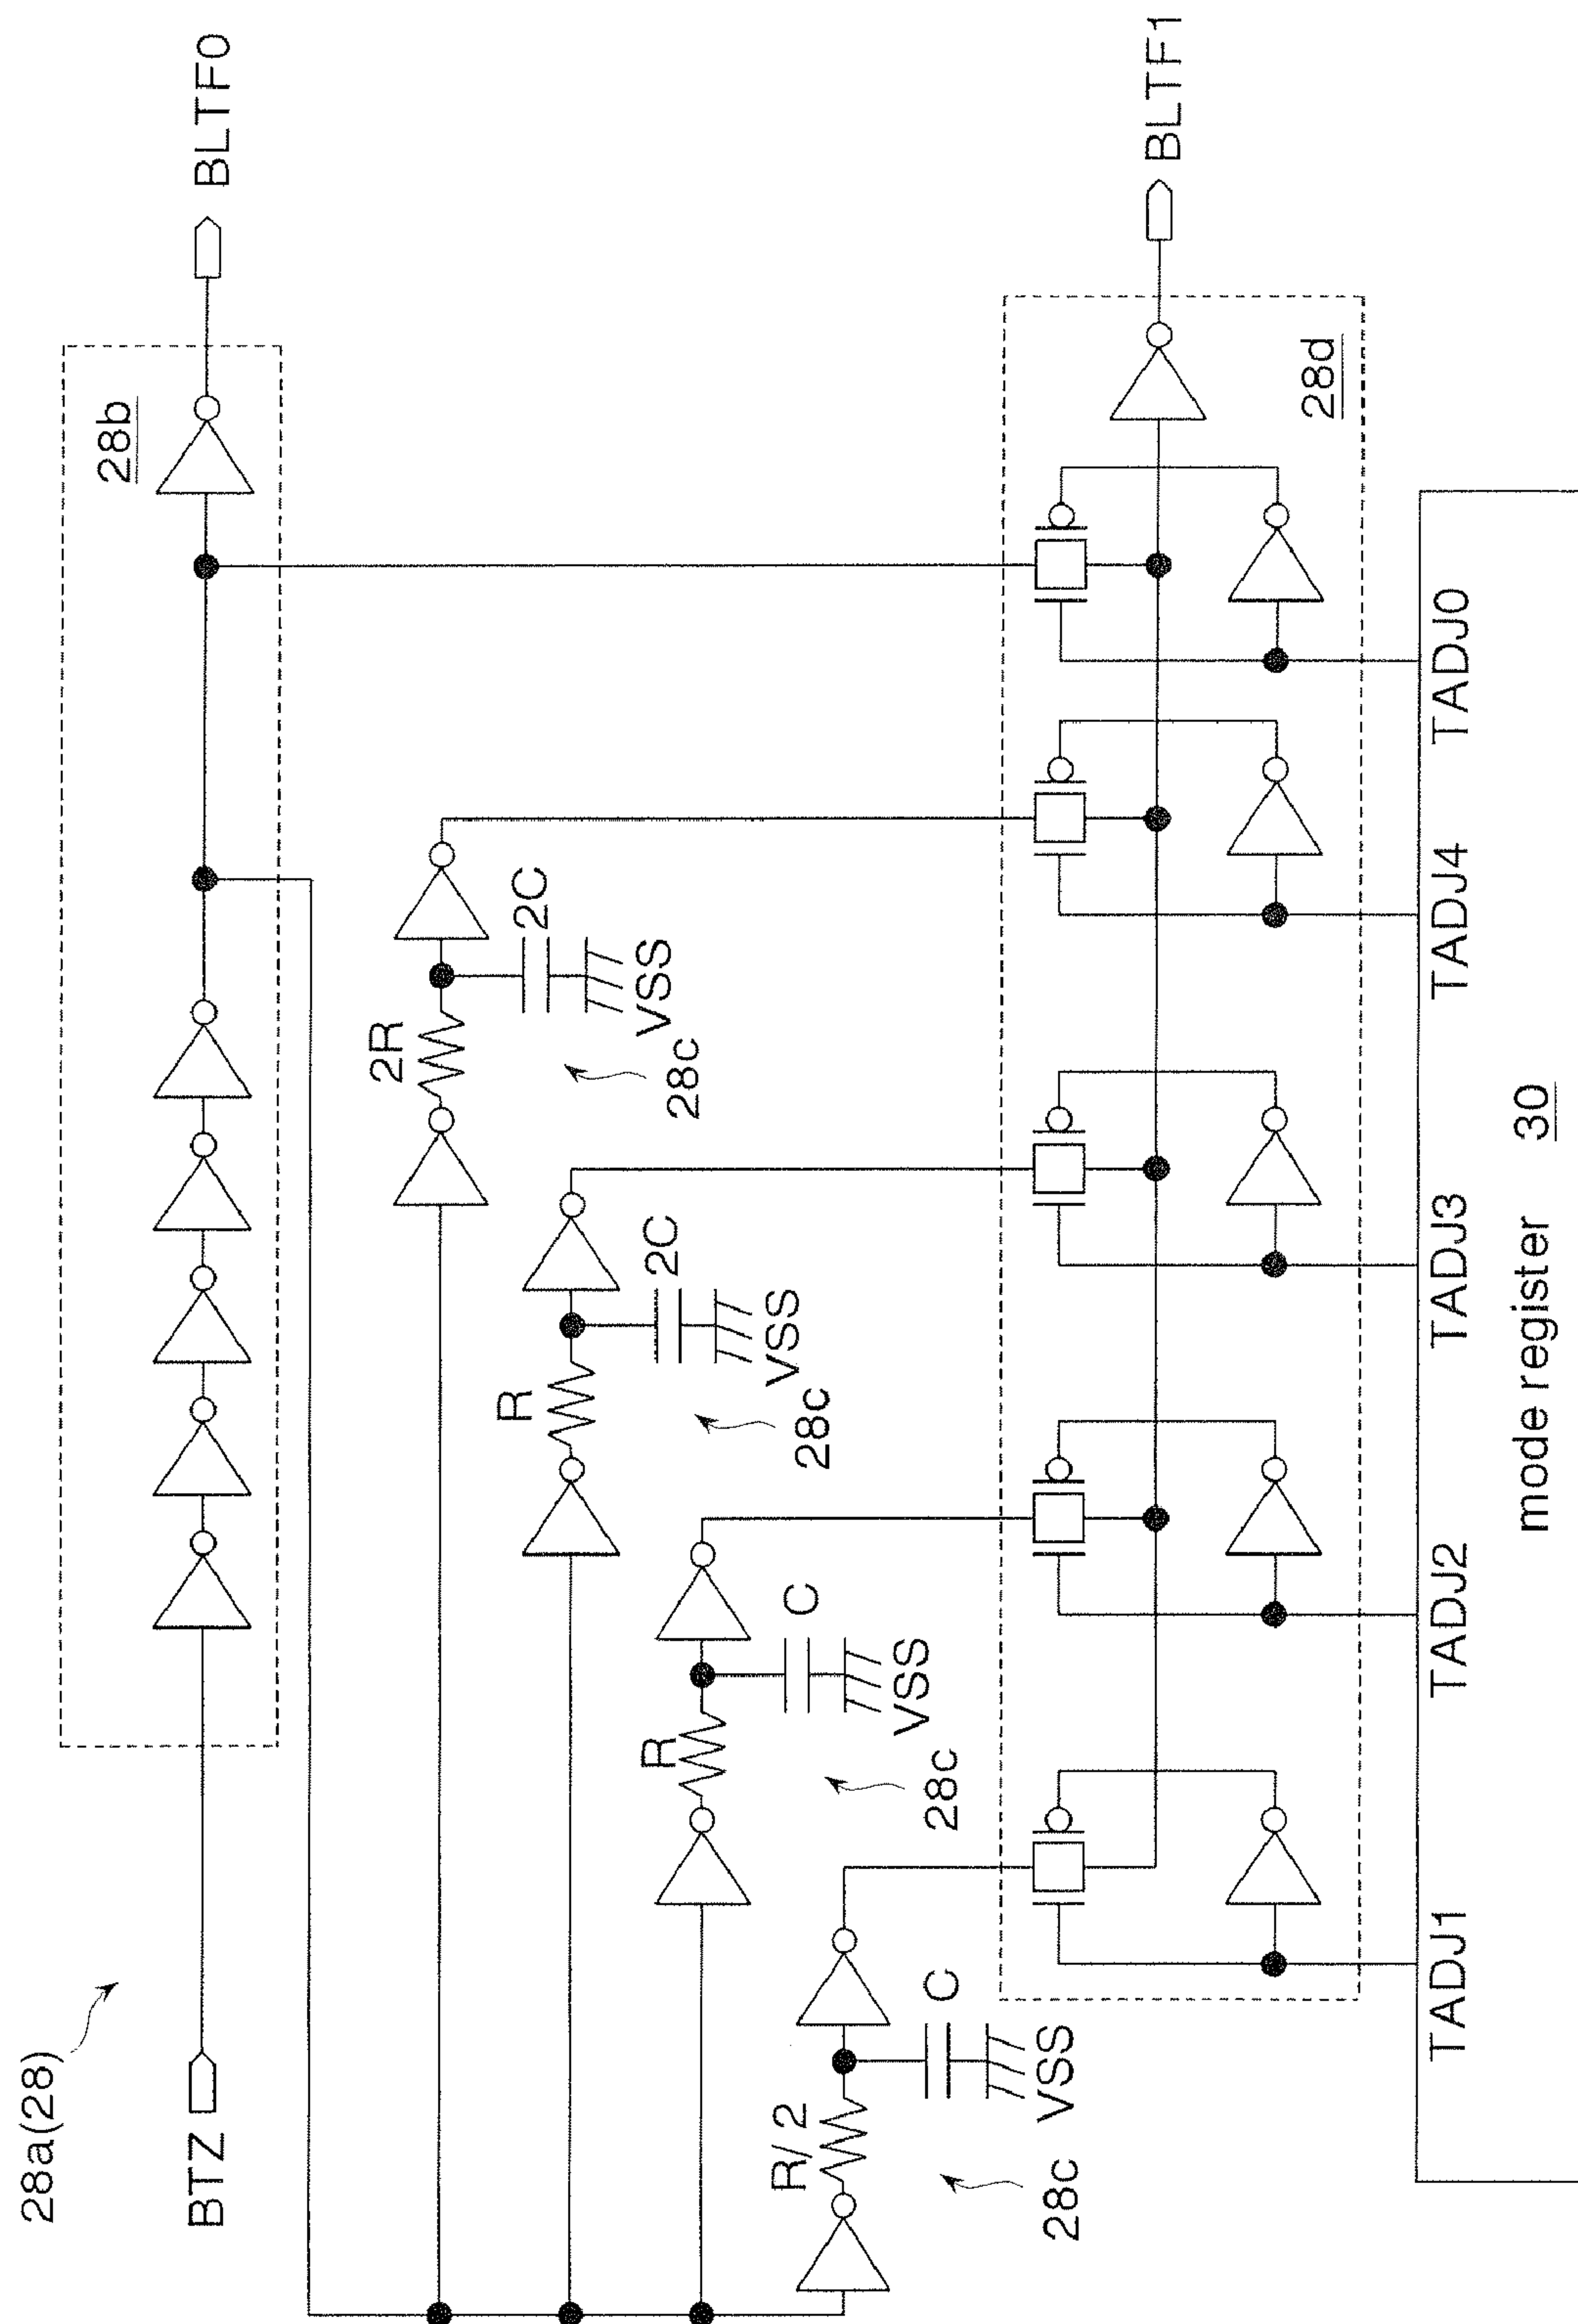 28a(28)
BTZ
28b
BLTF0
2R
2C
VSS
28c
R
2C
VSS
28c
R
C
VSS
28c
R/2
C
VSS
28c
28d
BLTF1
TADJ1
TADJ2
TADJ3
TADJ4
TADJ0
mode register 30